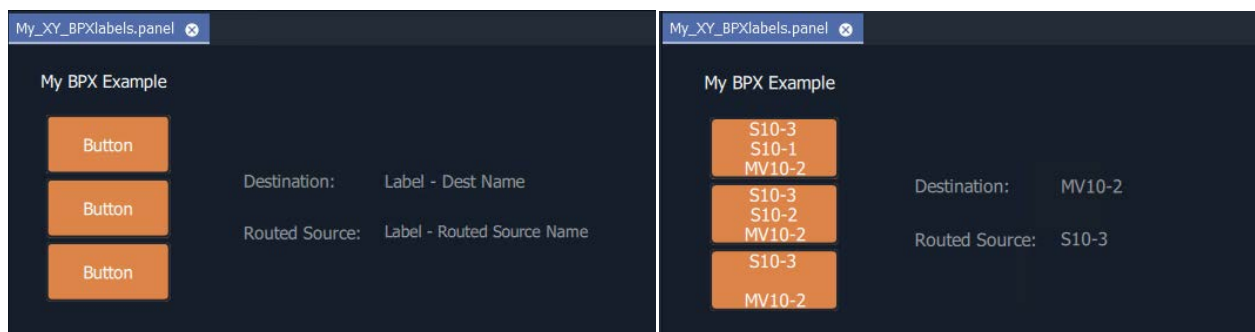 My_XY_BPXlabels.panel
My BPX Example
Button
Button
Button
Destination: Label - Dest Name
Routed Source: Label - Routed Source Name
My_XY_BPXlabels.panel
My BPX Example
S10-3
S10-1
MV10-2
S10-3
S10-2
MV10-2
S10-3
MV10-2
Destination: MV10-2
Routed Source: S10-3